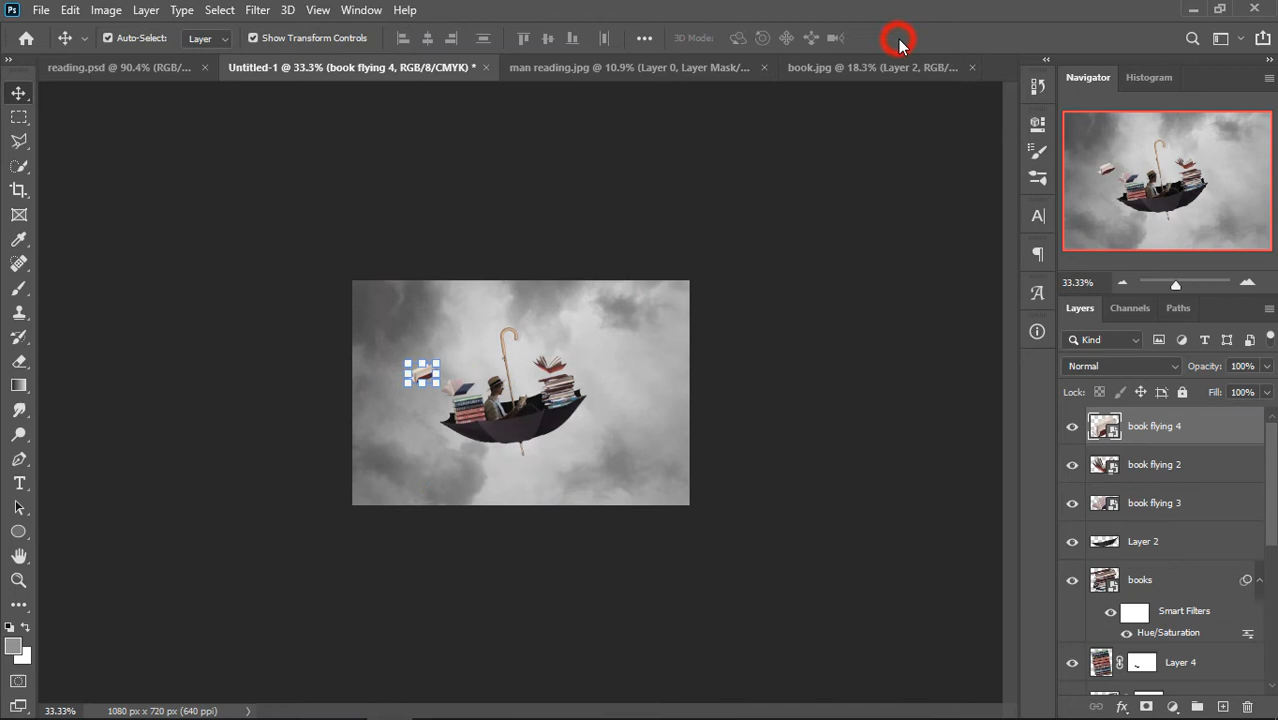 Ps File Edit Image Layer Type Select Filter 3D View Window Help
Auto-Select: Layer Show Transform Controls 3D Mode:
reading.psd @ 90.4% (RGB/... × Untitled-1 @ 33.3% (book flying 4, RGB/8/CMYK) * × man reading.jpg @ 10.9% (Layer 0, Layer Mask/... × book.jpg @ 18.3% (Layer 2, RGB/... ×
Navigator Histogram
33.33%
Layers Channels Paths
Kind
Normal Opacity: 100%
Lock: Fill: 100%
book flying 4
book flying 2
book flying 3
Layer 2
books
Smart Filters
Hue/Saturation
Layer 4
33.33% 1080 px x 720 px (640 ppi)